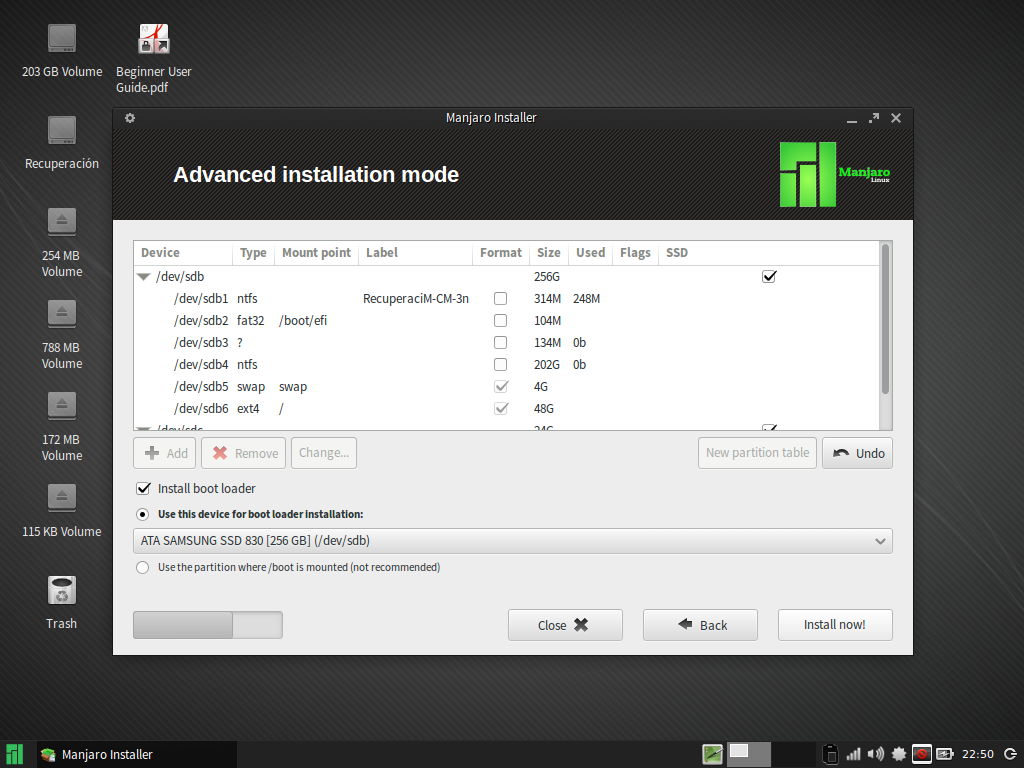 203 GB Volume
Beginner User
Guide.pdf
Recuperación
254 MB
Volume
788 MB
Volume
172 MB
Volume
115 KB Volume
Trash
Manjaro Installer
Advanced installation mode
Manjaro
Linux
Device Type Mount point Label Format Size Used Flags SSD
/dev/sdb 256G
/dev/sdb1 ntfs RecuperaciM-CM-3n 314M 248M
/dev/sdb2 fat32 /boot/efi 104M
/dev/sdb3 ? 134M 0b
/dev/sdb4 ntfs 202G 0b
/dev/sdb5 swap swap 4G
/dev/sdb6 ext4 / 48G
/dev/sdc 24G
Add Remove Change... New partition table Undo
Install boot loader
Use this device for boot loader installation:
ATA SAMSUNG SSD 830 [256 GB] (/dev/sdb)
Use the partition where /boot is mounted (not recommended)
Close Back Install now!
Manjaro Installer 22:50